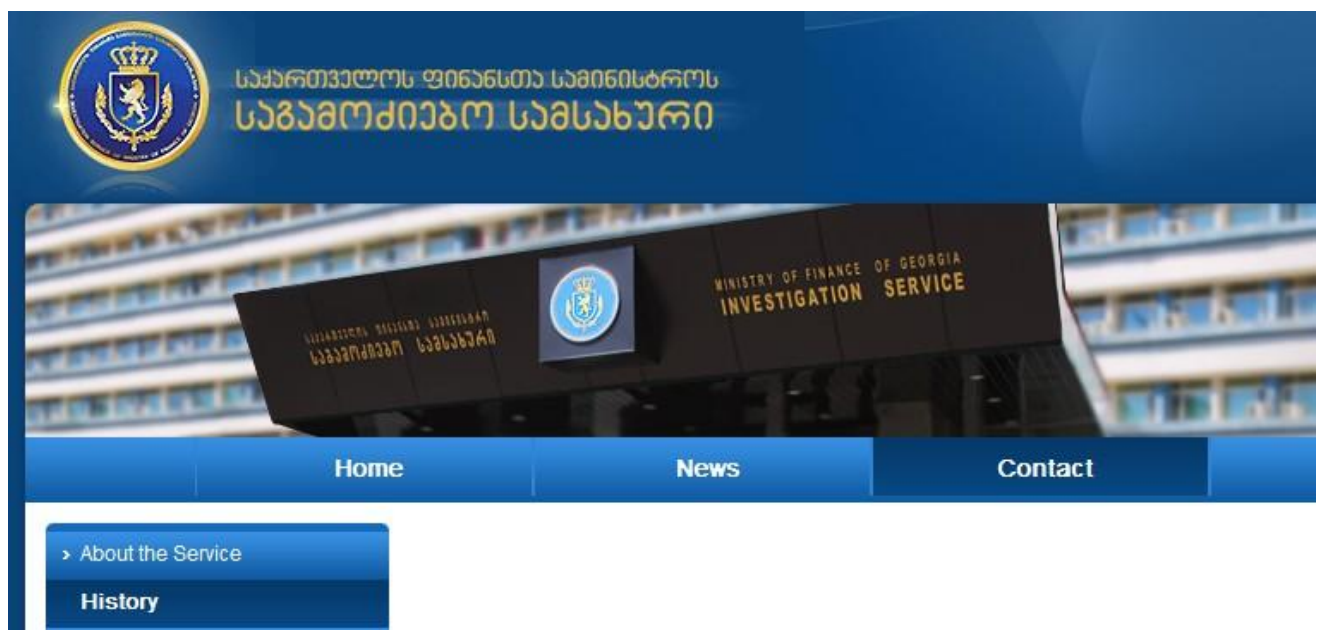 საქართველოს ფინანსთა სამინისტროს
საგამოძიებო სამსახური
საგამოძიებო სამსახური
MINISTRY OF FINANCE OF GEORGIA
INVESTIGATION SERVICE
Home
News
Contact
› About the Service
History